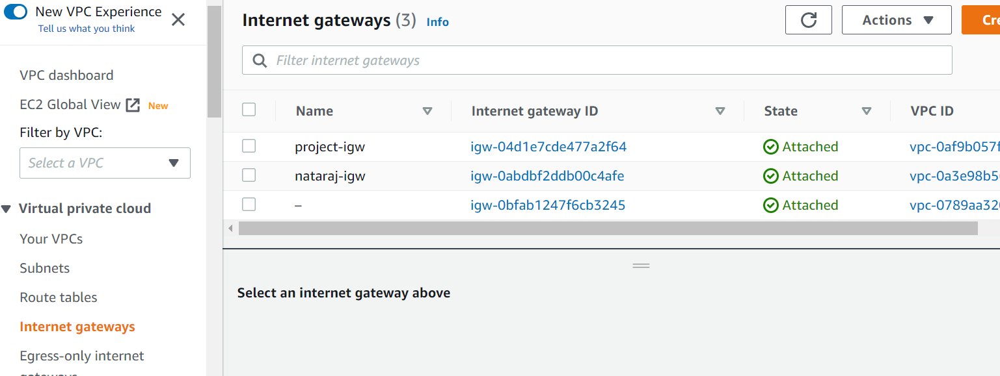 New VPC Experience
Tell us what you think
VPC dashboard
EC2 Global View New
Filter by VPC:
Select a VPC
Virtual private cloud
Your VPCs
Subnets
Route tables
Internet gateways
Egress-only internet
gateways
Internet gateways (3) Info
Actions
Cre
Filter internet gateways
Name Internet gateway ID State VPC ID
project-igw igw-04d1e7cde477a2f64 Attached vpc-0af9b057f
nataraj-igw igw-0abdbf2ddb00c4afe Attached vpc-0a3e98b5
– igw-0bfab1247f6cb3245 Attached vpc-0789aa320
Select an internet gateway above